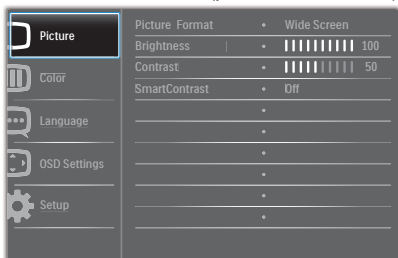 Picture
Color
Language
OSD Settings
Setup
Picture Format • Wide Screen
Brightness • 100
Contrast • 50
SmartContrast • Off